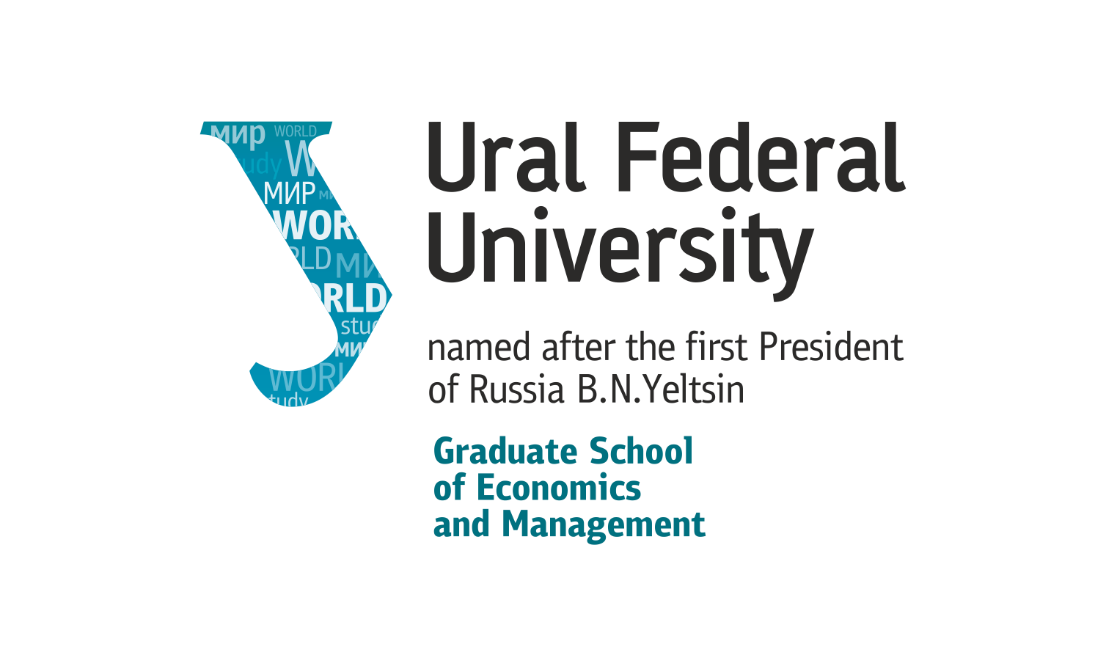 мир WORLD
study W
МИР
WORL
RLD МИ
ORLD
stud
МИ
WORL
study
Ural Federal
University
named after the first President
of Russia B.N.Yeltsin
Graduate School
of Economics
and Management